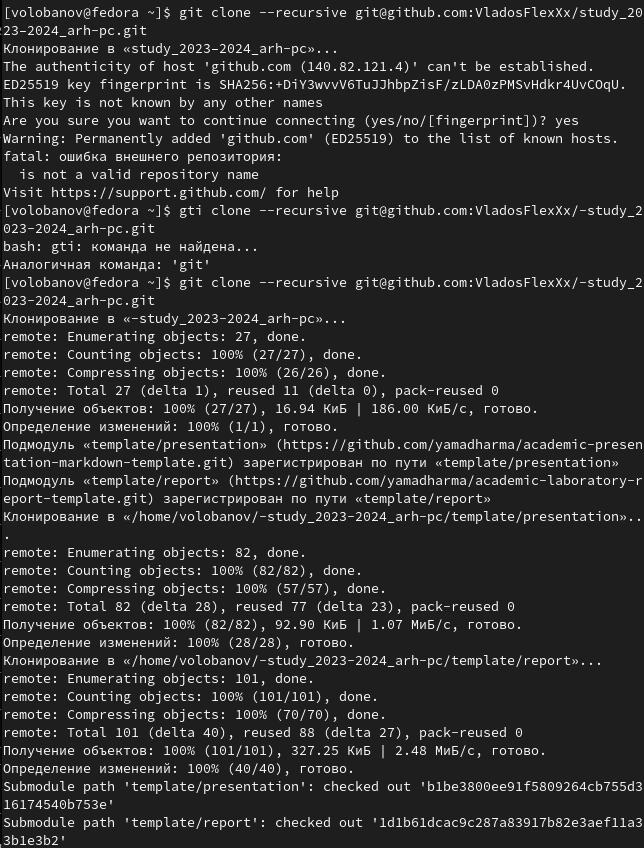 [volobanov@fedora ~]$ git clone --recursive git@github.com:VladosFlexXx/study_20
23-2024_arh-pc.git
Клонирование в «study_2023-2024_arh-pc»...
The authenticity of host 'github.com (140.82.121.4)' can't be established.
ED25519 key fingerprint is SHA256:+DiY3wvvV6TuJJhbpZisF/zLDA0zPMSvHdkr4UvCOqU.
This key is not known by any other names
Are you sure you want to continue connecting (yes/no/[fingerprint])? yes
Warning: Permanently added 'github.com' (ED25519) to the list of known hosts.
fatal: ошибка внешнего репозитория:
  is not a valid repository name
Visit https://support.github.com/ for help
[volobanov@fedora ~]$ gti clone --recursive git@github.com:VladosFlexXx/-study_2
023-2024_arh-pc.git
bash: gti: команда не найдена...
Аналогичная команда: 'git'
[volobanov@fedora ~]$ git clone --recursive git@github.com:VladosFlexXx/-study_2
023-2024_arh-pc.git
Клонирование в «-study_2023-2024_arh-pc»...
remote: Enumerating objects: 27, done.
remote: Counting objects: 100% (27/27), done.
remote: Compressing objects: 100% (26/26), done.
remote: Total 27 (delta 1), reused 11 (delta 0), pack-reused 0
Получение объектов: 100% (27/27), 16.94 КиБ | 186.00 КиБ/с, готово.
Определение изменений: 100% (1/1), готово.
Подмодуль «template/presentation» (https://github.com/yamadharma/academic-presen
tation-markdown-template.git) зарегистрирован по пути «template/presentation»
Подмодуль «template/report» (https://github.com/yamadharma/academic-laboratory-r
eport-template.git) зарегистрирован по пути «template/report»
Клонирование в «/home/volobanov/-study_2023-2024_arh-pc/template/presentation»..
.
remote: Enumerating objects: 82, done.
remote: Counting objects: 100% (82/82), done.
remote: Compressing objects: 100% (57/57), done.
remote: Total 82 (delta 28), reused 77 (delta 23), pack-reused 0
Получение объектов: 100% (82/82), 92.90 КиБ | 1.07 МиБ/с, готово.
Определение изменений: 100% (28/28), готово.
Клонирование в «/home/volobanov/-study_2023-2024_arh-pc/template/report»...
remote: Enumerating objects: 101, done.
remote: Counting objects: 100% (101/101), done.
remote: Compressing objects: 100% (70/70), done.
remote: Total 101 (delta 40), reused 88 (delta 27), pack-reused 0
Получение объектов: 100% (101/101), 327.25 КиБ | 2.48 МиБ/с, готово.
Определение изменений: 100% (40/40), готово.
Submodule path 'template/presentation': checked out 'b1be3800ee91f5809264cb755d3
16174540b753e'
Submodule path 'template/report': checked out '1d1b61dcac9c287a83917b82e3aef11a3
3b1e3b2'